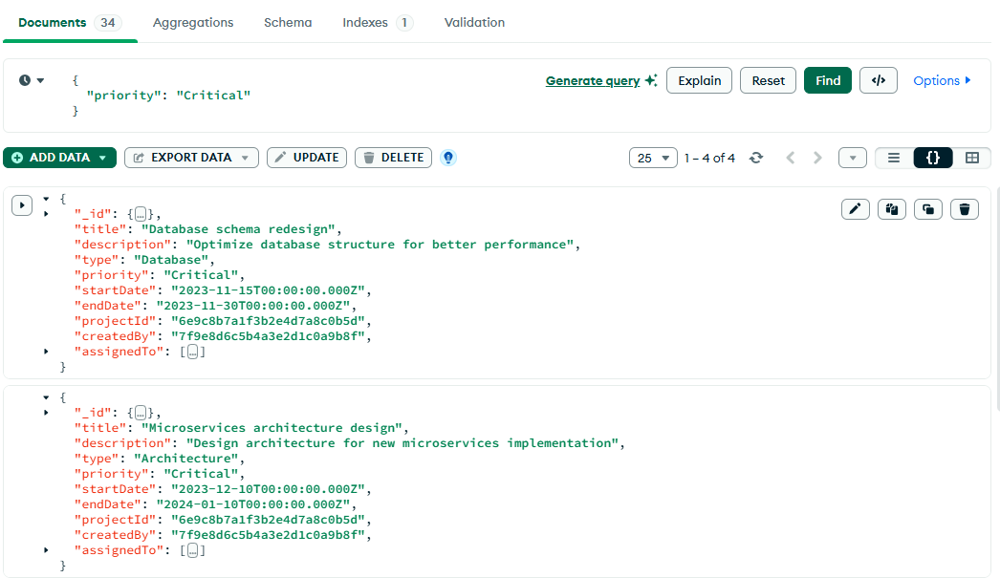 Documents 34 Aggregations Schema Indexes 1 Validation
{
"priority": "Critical"
}
Generate query Explain Reset Find </> Options
ADD DATA EXPORT DATA UPDATE DELETE 25 1 – 4 of 4 {}
{
"_id": {…},
"title": "Database schema redesign",
"description": "Optimize database structure for better performance",
"type": "Database",
"priority": "Critical",
"startDate": "2023-11-15T00:00:00.000Z",
"endDate": "2023-11-30T00:00:00.000Z",
"projectId": "6e9c8b7a1f3b2e4d7a8c0b5d",
"createdBy": "7f9e8d6c5b4a3e2d1c0a9b8f",
"assignedTo": […]
}
{
"_id": {…},
"title": "Microservices architecture design",
"description": "Design architecture for new microservices implementation",
"type": "Architecture",
"priority": "Critical",
"startDate": "2023-12-10T00:00:00.000Z",
"endDate": "2024-01-10T00:00:00.000Z",
"projectId": "6e9c8b7a1f3b2e4d7a8c0b5d",
"createdBy": "7f9e8d6c5b4a3e2d1c0a9b8f",
"assignedTo": […]
}